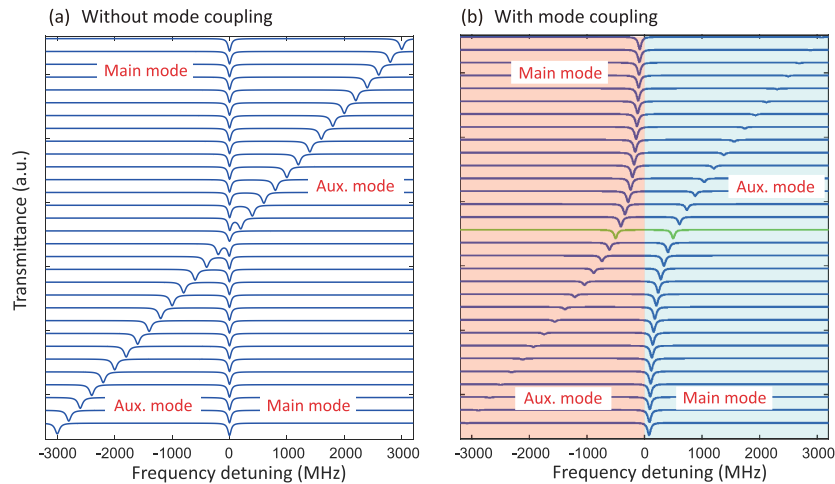 (a) Without mode coupling
(b) With mode coupling
Main mode
Aux. mode
Aux. mode
Main mode
Main mode
Aux. mode
Aux. mode
Main mode
Transmittance (a.u.)
-3000 -2000 -1000 0 1000 2000 3000
-3000 -2000 -1000 0 1000 2000 3000
Frequency detuning (MHz)
Frequency detuning (MHz)